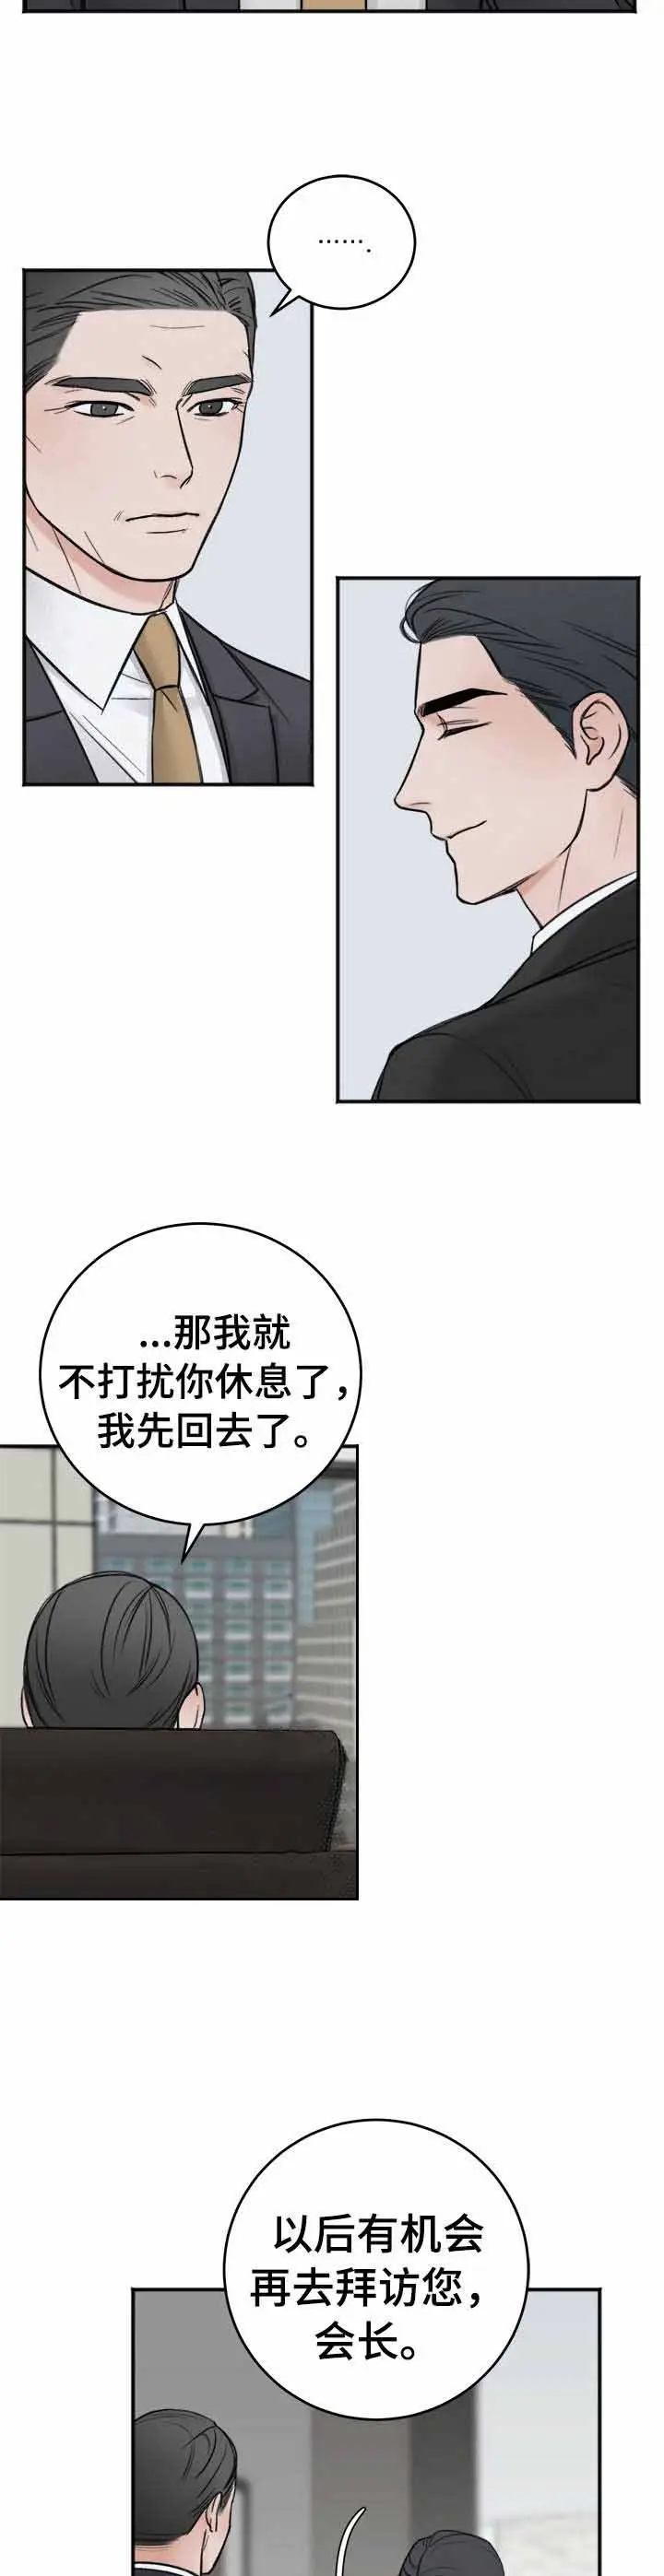 …….
...那我就
不打扰你休息了，
我先回去了。
以后有机会
再去拜访您，
会长。